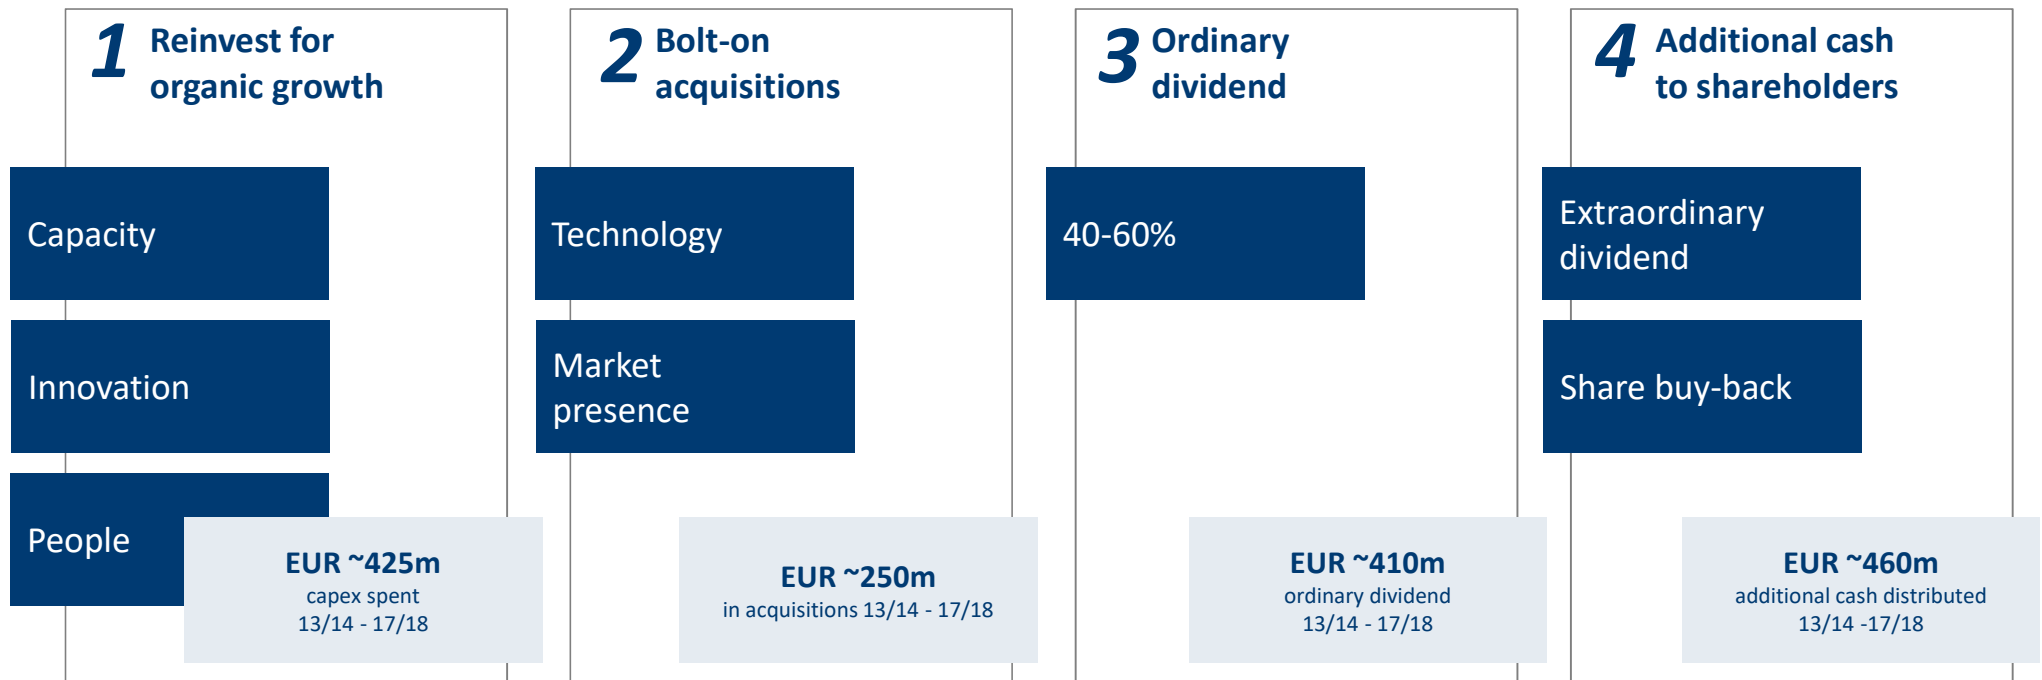 1
Reinvest for
organic growth
Capacity
Innovation
People
EUR ~425m
capex spent
13/14 - 17/18
2
Bolt-on
acquisitions
Technology
Market
presence
EUR ~250m
in acquisitions 13/14 - 17/18
3
Ordinary
dividend
40-60%
EUR ~410m
ordinary dividend
13/14 - 17/18
4
Additional cash
to shareholders
Extraordinary
dividend
Share buy-back
EUR ~460m
additional cash distributed
13/14 -17/18